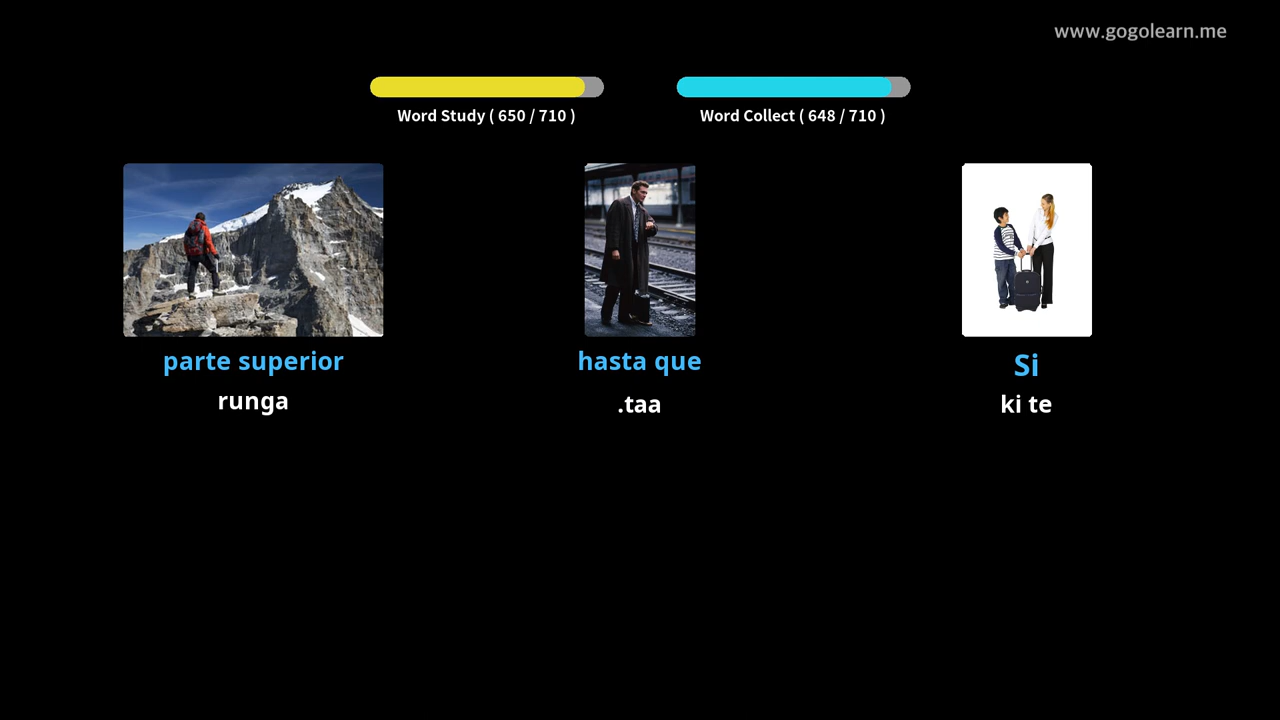 www.gogolearn.me
Word Study ( 650 / 710 )
Word Collect ( 648 / 710 )
parte superior
hasta que
Si
runga
.taa
ki te